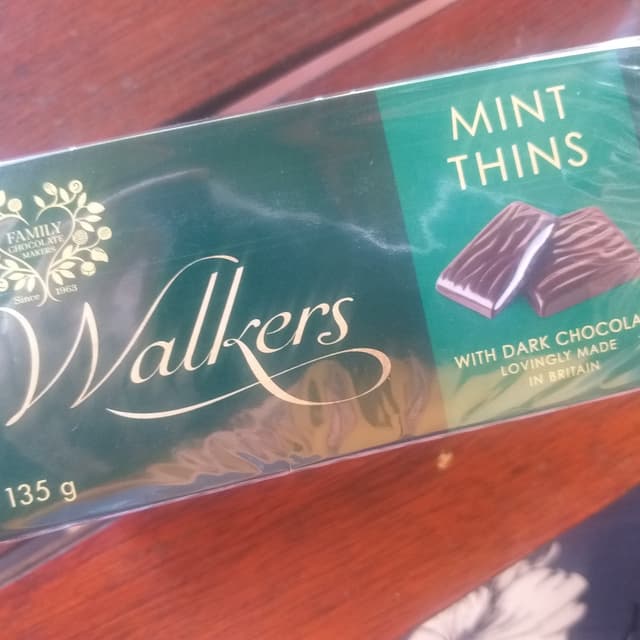 FAMILY
CHOCOLATE
MAKERS
Since 1963
Walkers
135 g
MINT
THINS
WITH DARK CHOCOLA
LOVINGLY MADE
IN BRITAIN